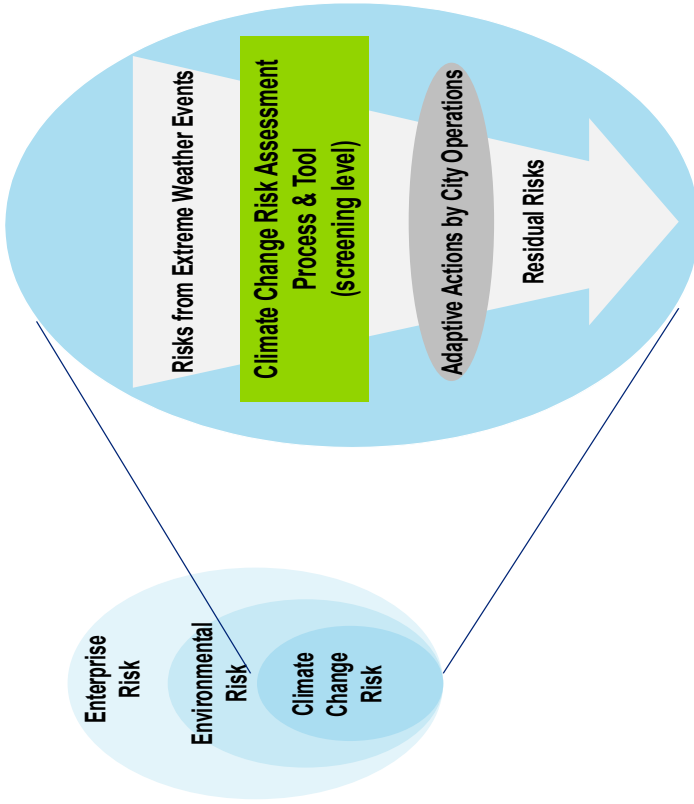 Enterprise
Risk
Environmental
Risk
Climate
Change
Risk
Risks from Extreme Weather Events
Climate Change Risk Assessment
Process & Tool
(screening level)
Adaptive Actions by City Operations
Residual Risks